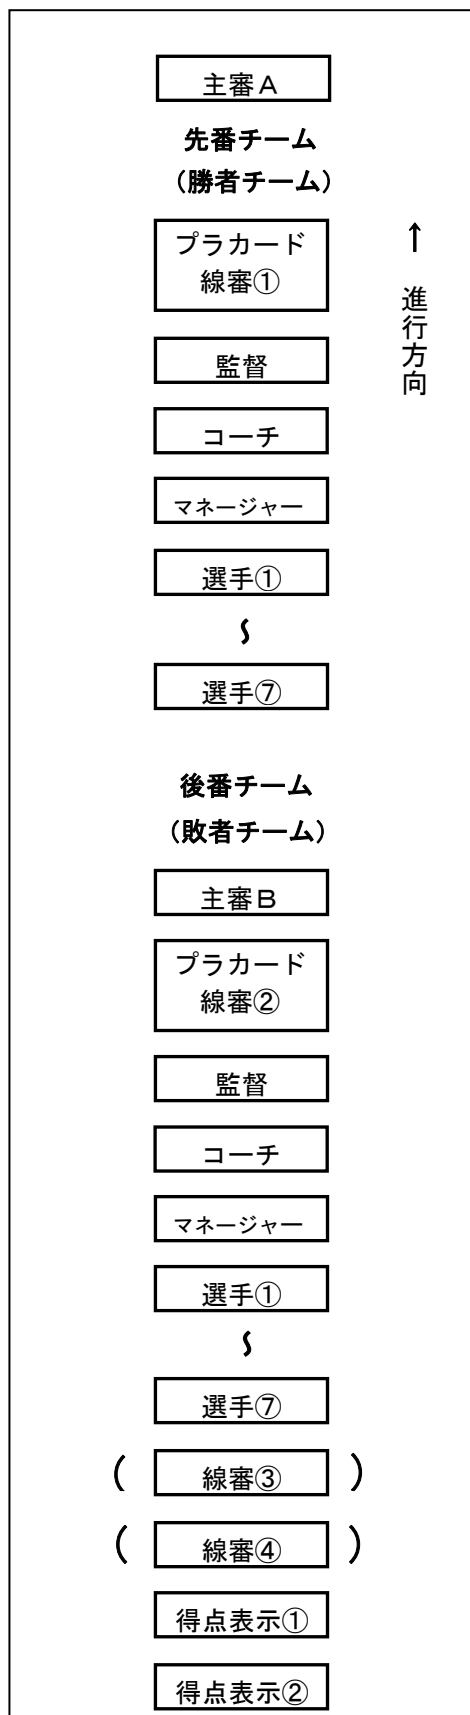 主審A
先番チーム
(勝者チーム)
プラカード
線審①
↑進行方向
監督
コーチ
マネージャー
選手①
〜
選手⑦
後番チーム
(敗者チーム)
主審B
プラカード
線審②
監督
コーチ
マネージャー
選手①
〜
選手⑦
(線審③)
(線審④)
得点表示①
得点表示②